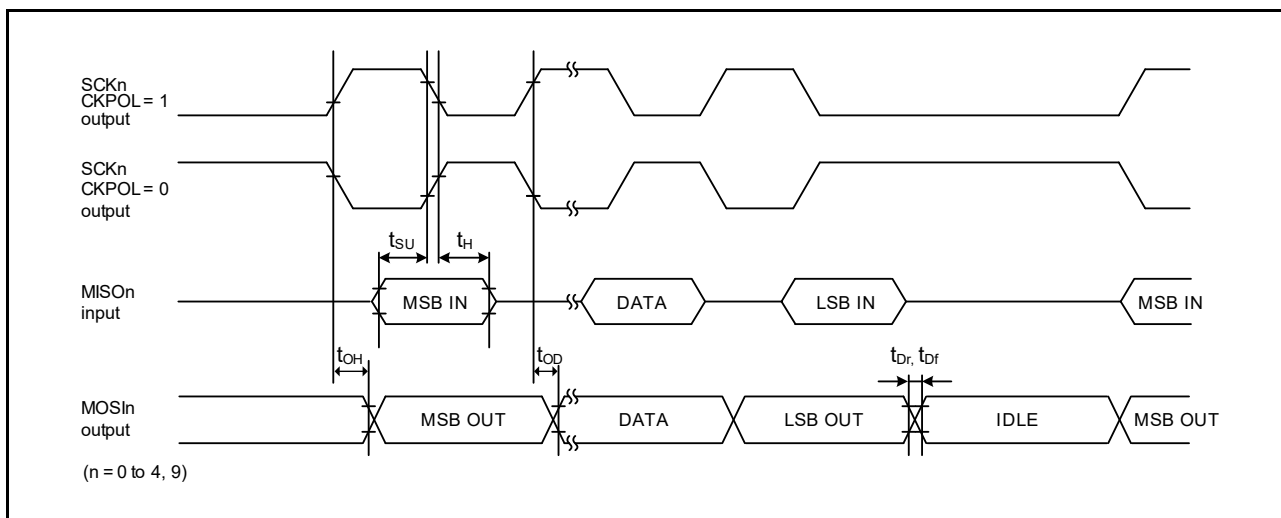 SCKn
CKPOL = 1
output
SCKn
CKPOL = 0
output
tSU
tH
MISOn
input
MSB IN
DATA
LSB IN
MSB IN
tOH
tOD
tDr, tDf
MOSIn
output
MSB OUT
DATA
LSB OUT
IDLE
MSB OUT
(n = 0 to 4, 9)